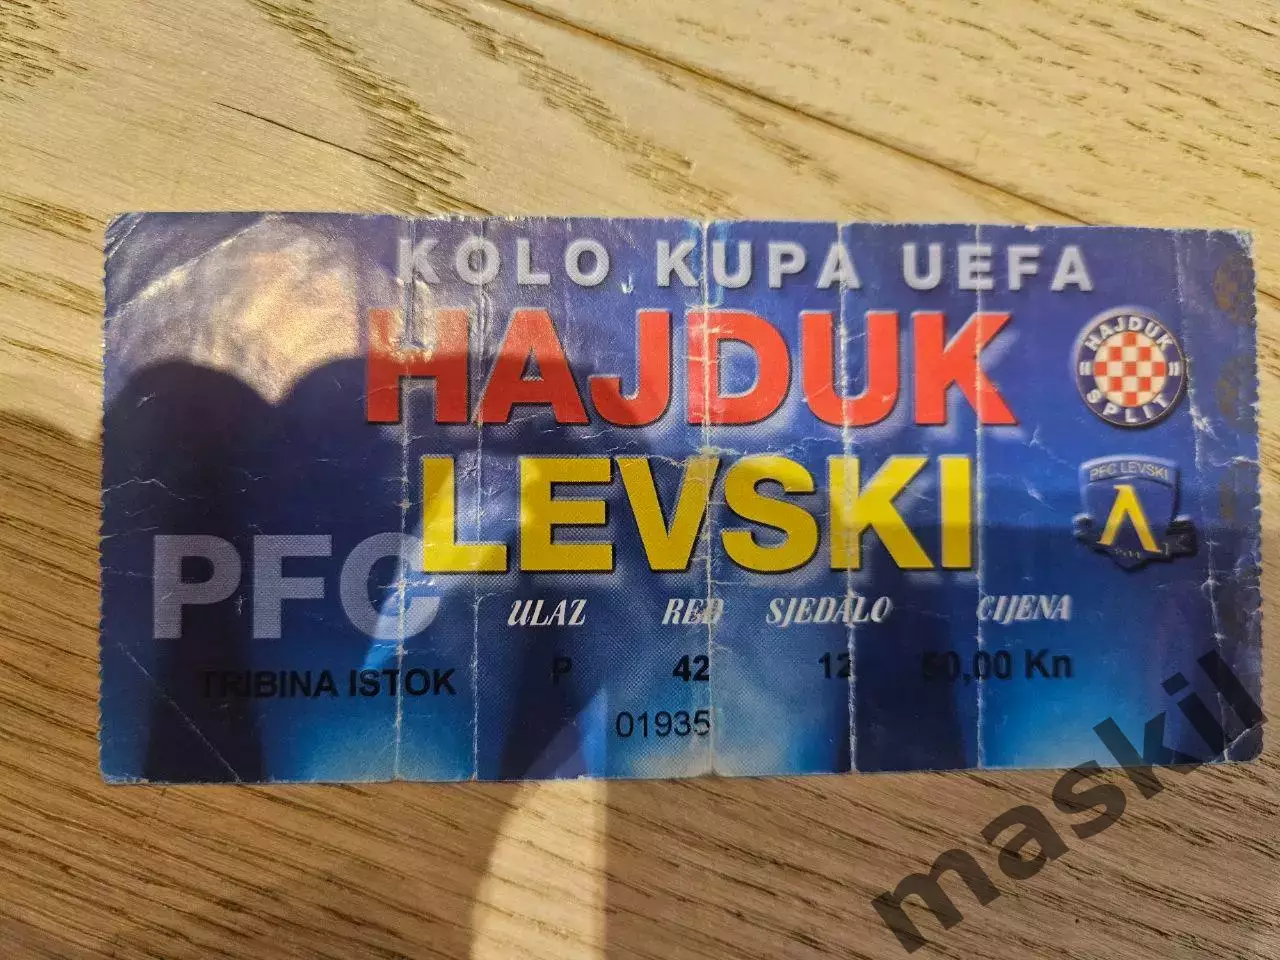 KOLO KUPA UEFA
HAJDUK
HAJDUK
SPLIT
PFC LEVSKI
Λ
LEVSKI
PFC
ULAZ RED SJEDALO CIJENA
TRIBINA ISTOK P 42 12 50,00 Kn
01935
maskil